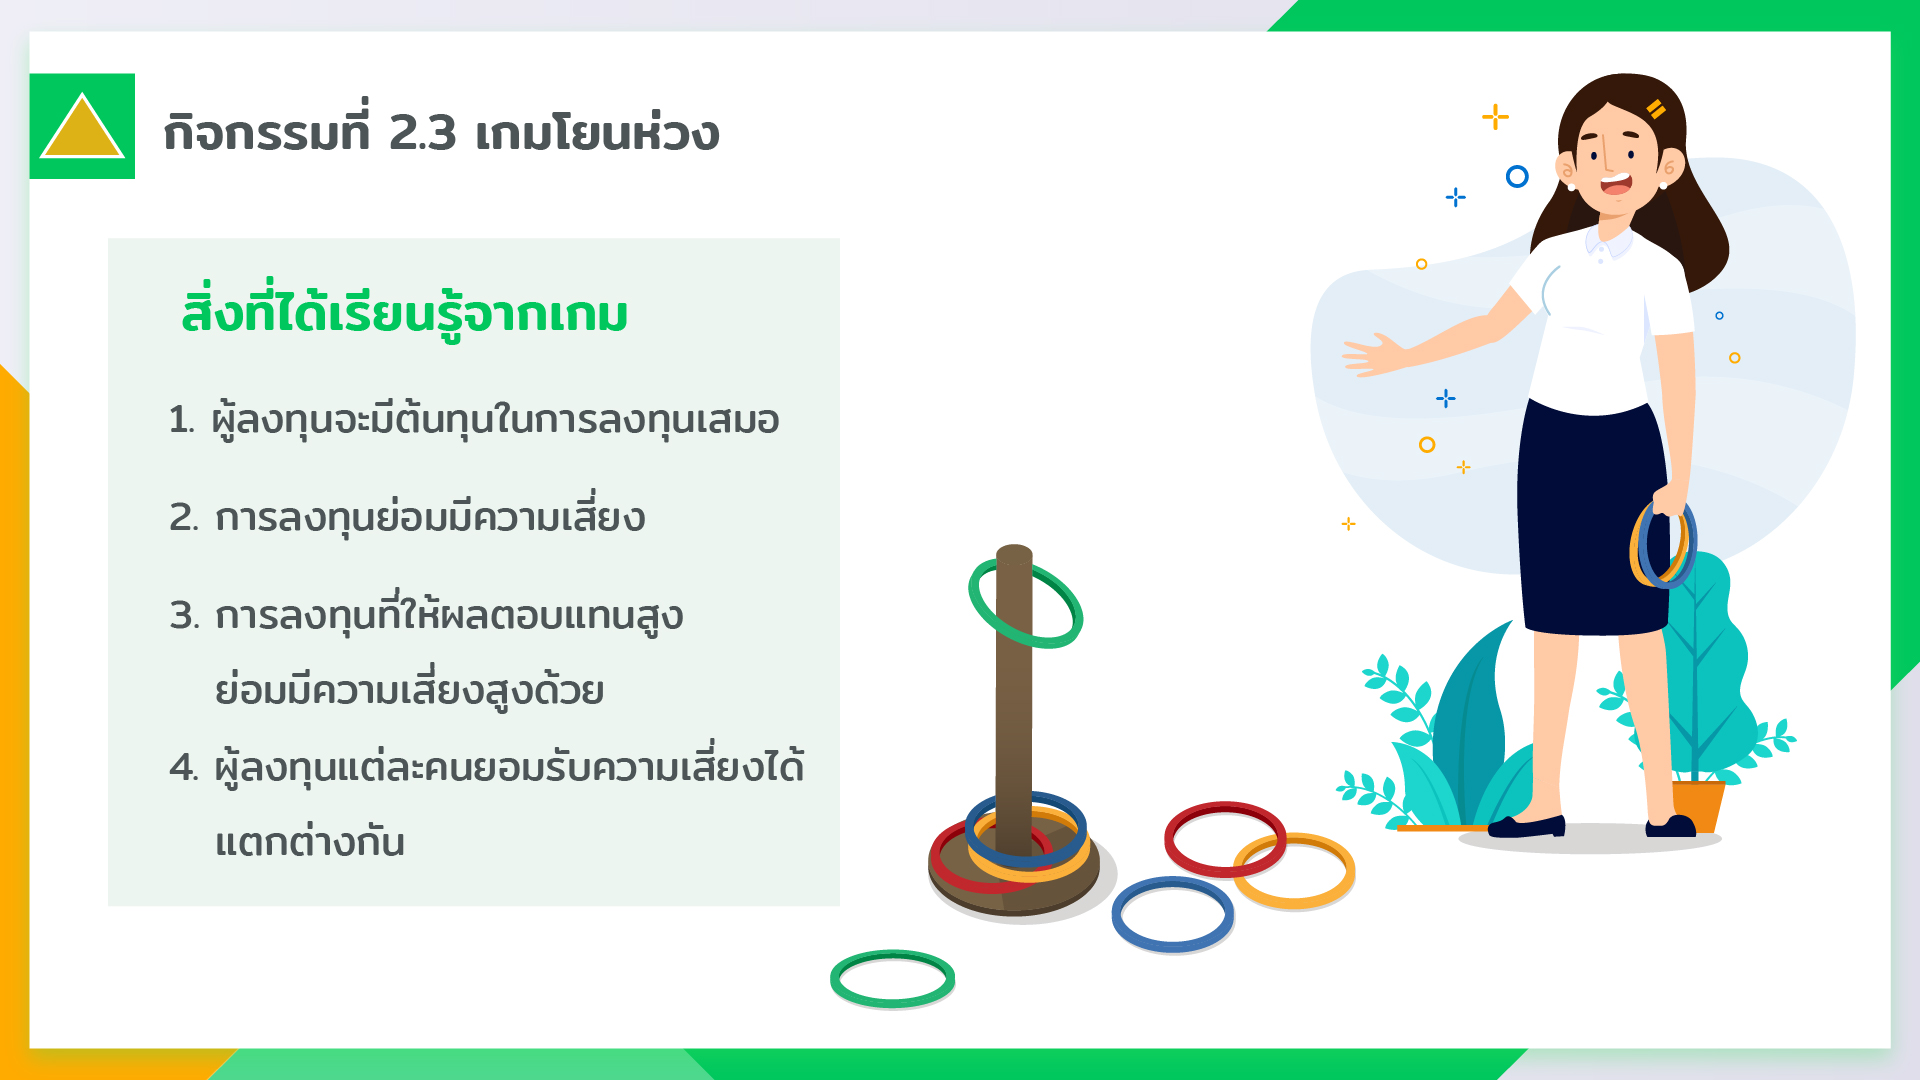 กิจกรรมที่ 2.3 เกมโยนห่วง
สิ่งที่ได้เรียนรู้จากเกม
1. ผู้ลงทุนจะมีต้นทุนในการลงทุนเสมอ
2. การลงทุนย่อมมีความเสี่ยง
3. การลงทุนที่ให้ผลตอบแทนสูง
ย่อมมีความเสี่ยงสูงด้วย
4. ผู้ลงทุนแต่ละคนยอมรับความเสี่ยงได้
แตกต่างกัน